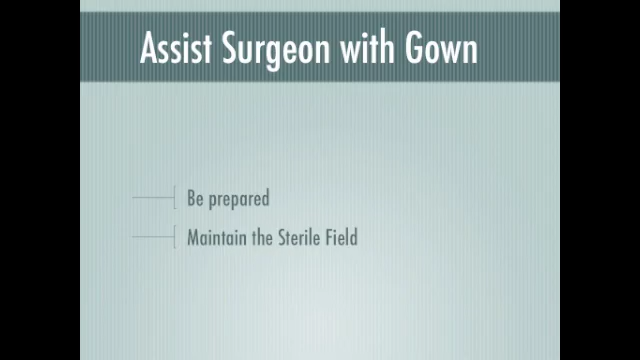 Assist Surgeon with Gown
Be prepared
Maintain the Sterile Field